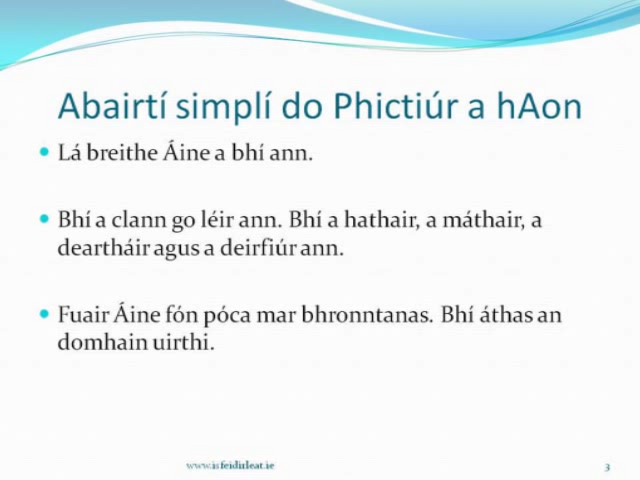 Abairtí simplí do Phictiúr a hAon
• Lá breithe Áine a bhí ann.
• Bhí a clann go léir ann. Bhí a hathair, a máthair, a
deartháir agus a deirfiúr ann.
• Fuair Áine fón póca mar bhronntanas. Bhí áthas an
domhain uirthi.
www.isfeidirleat.ie
3